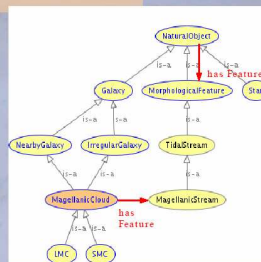 NaturalObject
is-a is-a is-a
has Feature
Galaxy MorphologicalFeature Sta
is-a is-a is-a
NearbyGalaxy IrregularGalaxy TidalStream
is-a is-a is-a
MagellanicCloud MagellanicStream
has
Feature
is-a is-a
LMC SMC